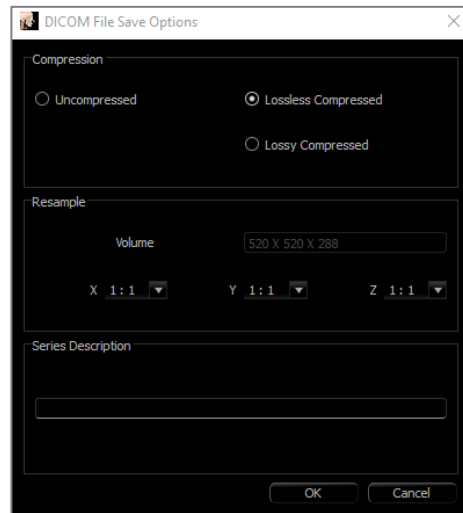 DICOM File Save Options
Compression
Uncompressed
Lossless Compressed
Lossy Compressed
Resample
Volume 520 X 520 X 288
X 1:1 Y 1:1 Z 1:1
Series Description
OK Cancel